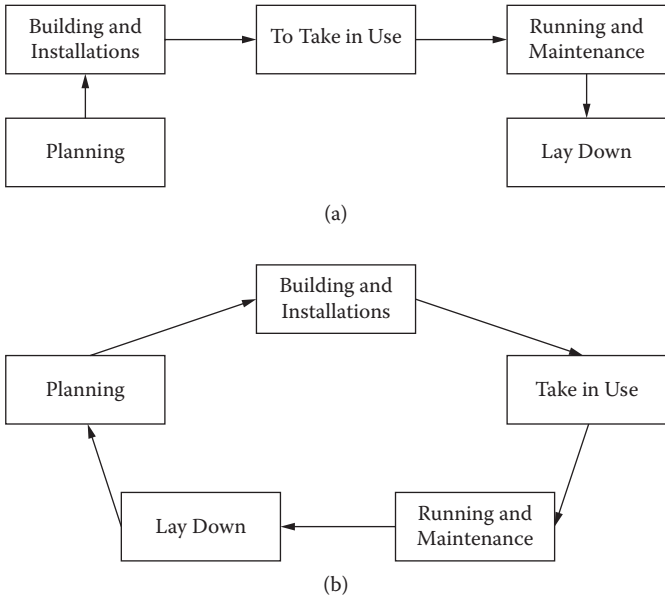 Building and
Installations
To Take in Use
Running and
Maintenance
Planning
Lay Down
(a)
Building and
Installations
Planning
Take in Use
Lay Down
Running and
Maintenance
(b)